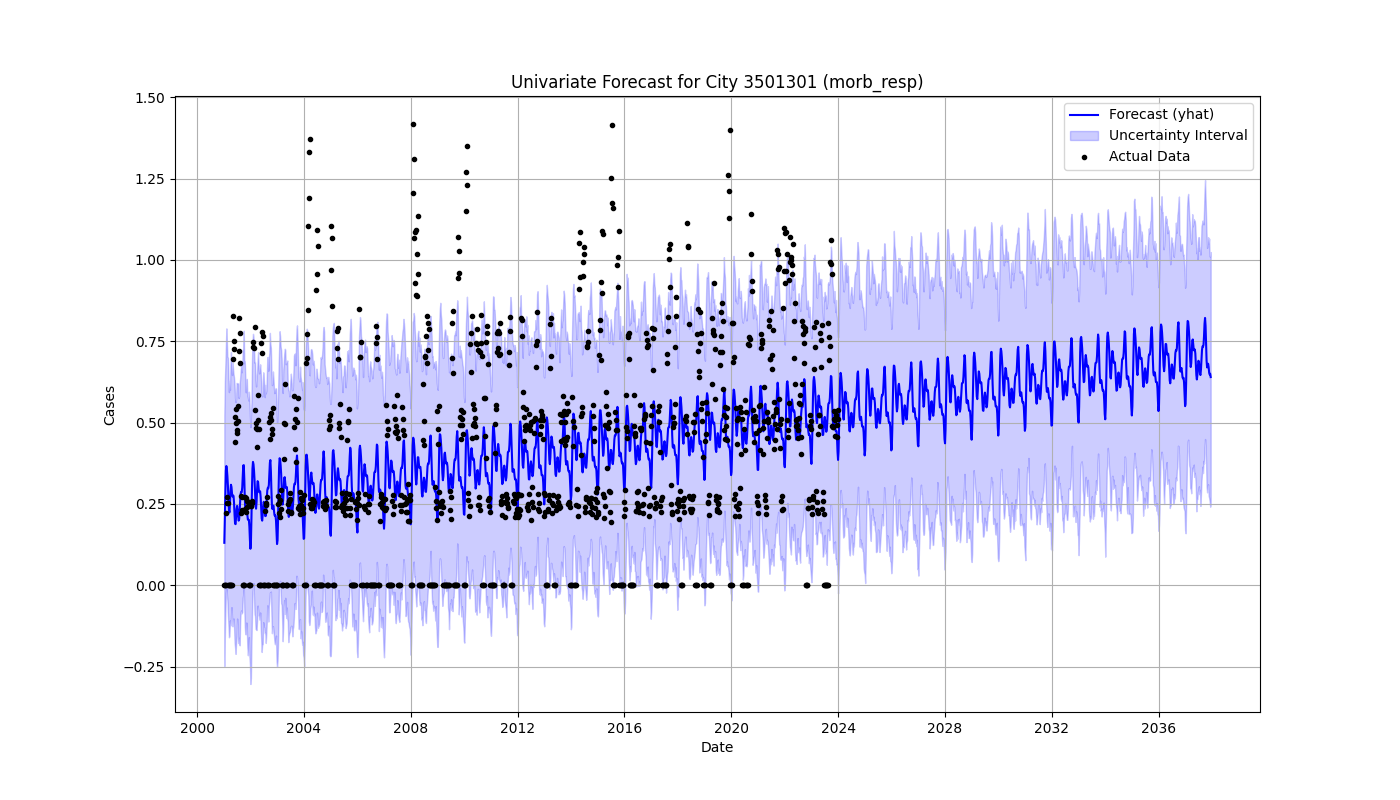 Univariate Forecast for City 3501301 (morb_resp)
1.50
1.25
1.00
0.75
0.50
0.25
0.00
−0.25
Cases
Forecast (yhat)
Uncertainty Interval
Actual Data
2000 2004 2008 2012 2016 2020 2024 2028 2032 2036
Date